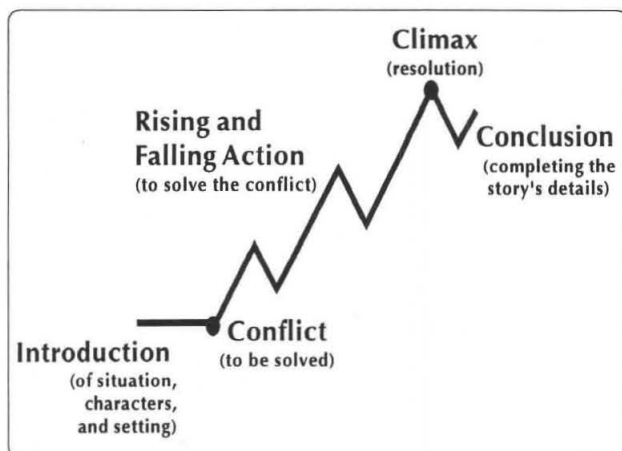 Climax
(resolution)
Rising and
Falling Action
(to solve the conflict)
Conclusion
(completing the
story's details)
Conflict
(to be solved)
Introduction
(of situation,
characters,
and setting)